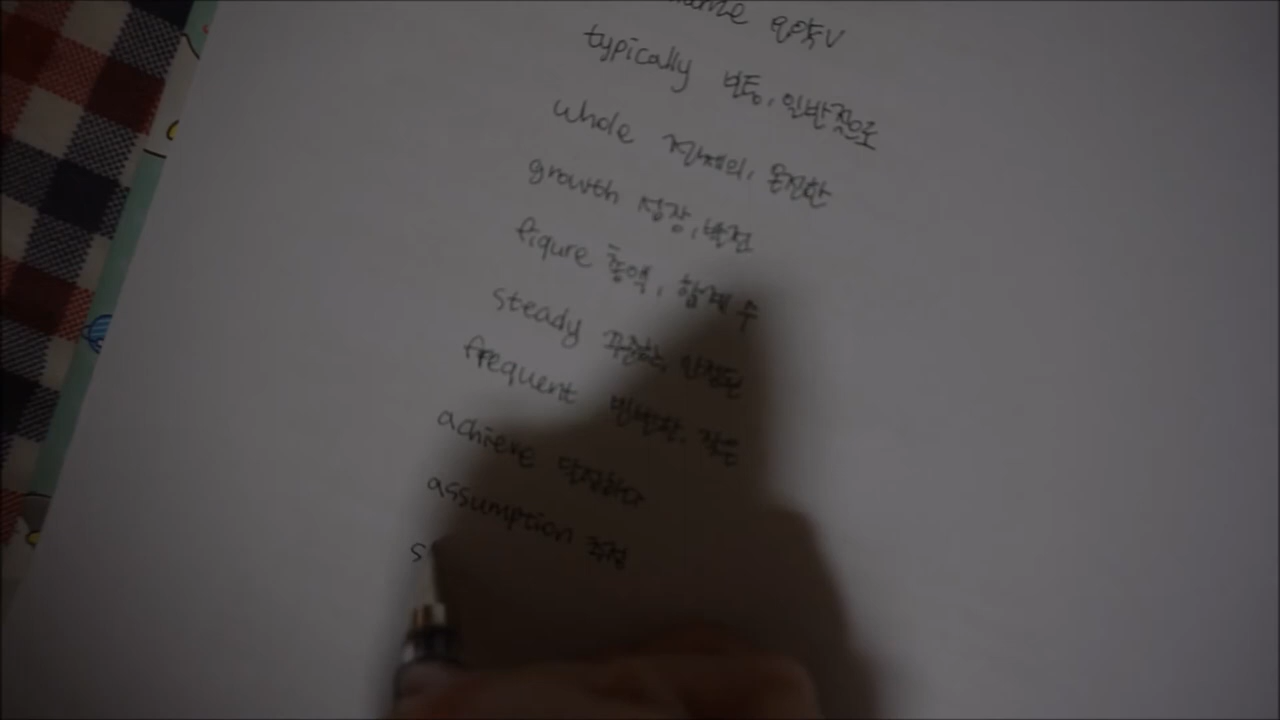 typically 보통, 일반적으로
whole 전체의, 온전한
growth 성장, 발전
figure 총액, 합계 수
steady 꾸준한, 안정된
frequent 빈번한, 잦은
achieve 달성하다
assumption 추정
s